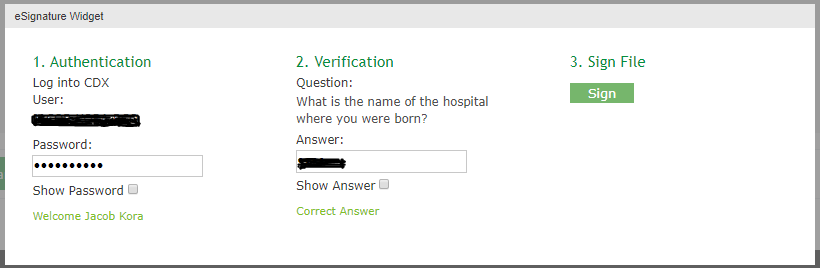 eSignature Widget
1. Authentication
Log into CDX
User:
Password:
••••••••••
Show Password
Welcome Jacob Kora
2. Verification
Question:
What is the name of the hospital
where you were born?
Answer:
Show Answer
Correct Answer
3. Sign File
Sign